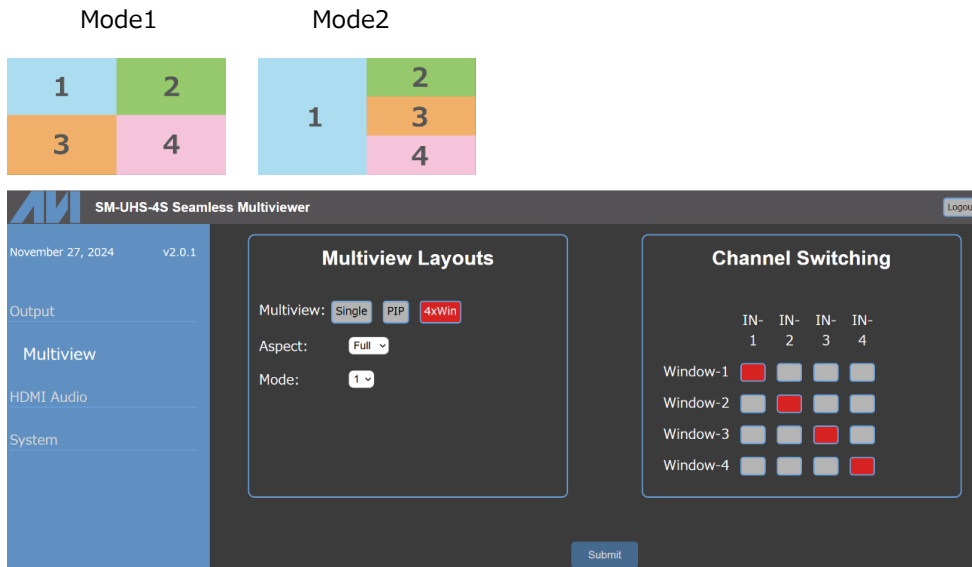 Mode1 Mode2
1 2
3 4
1
2
3
4
AVI SM-UHS-4S Seamless Multiviewer Logou
November 27, 2024 v2.0.1
Output
Multiview
HDMI Audio
System
Multiview Layouts
Multiview: Single PIP 4xWin
Aspect: Full
Mode: 1
Channel Switching
IN-1 IN-2 IN-3 IN-4
Window-1
Window-2
Window-3
Window-4
Submit